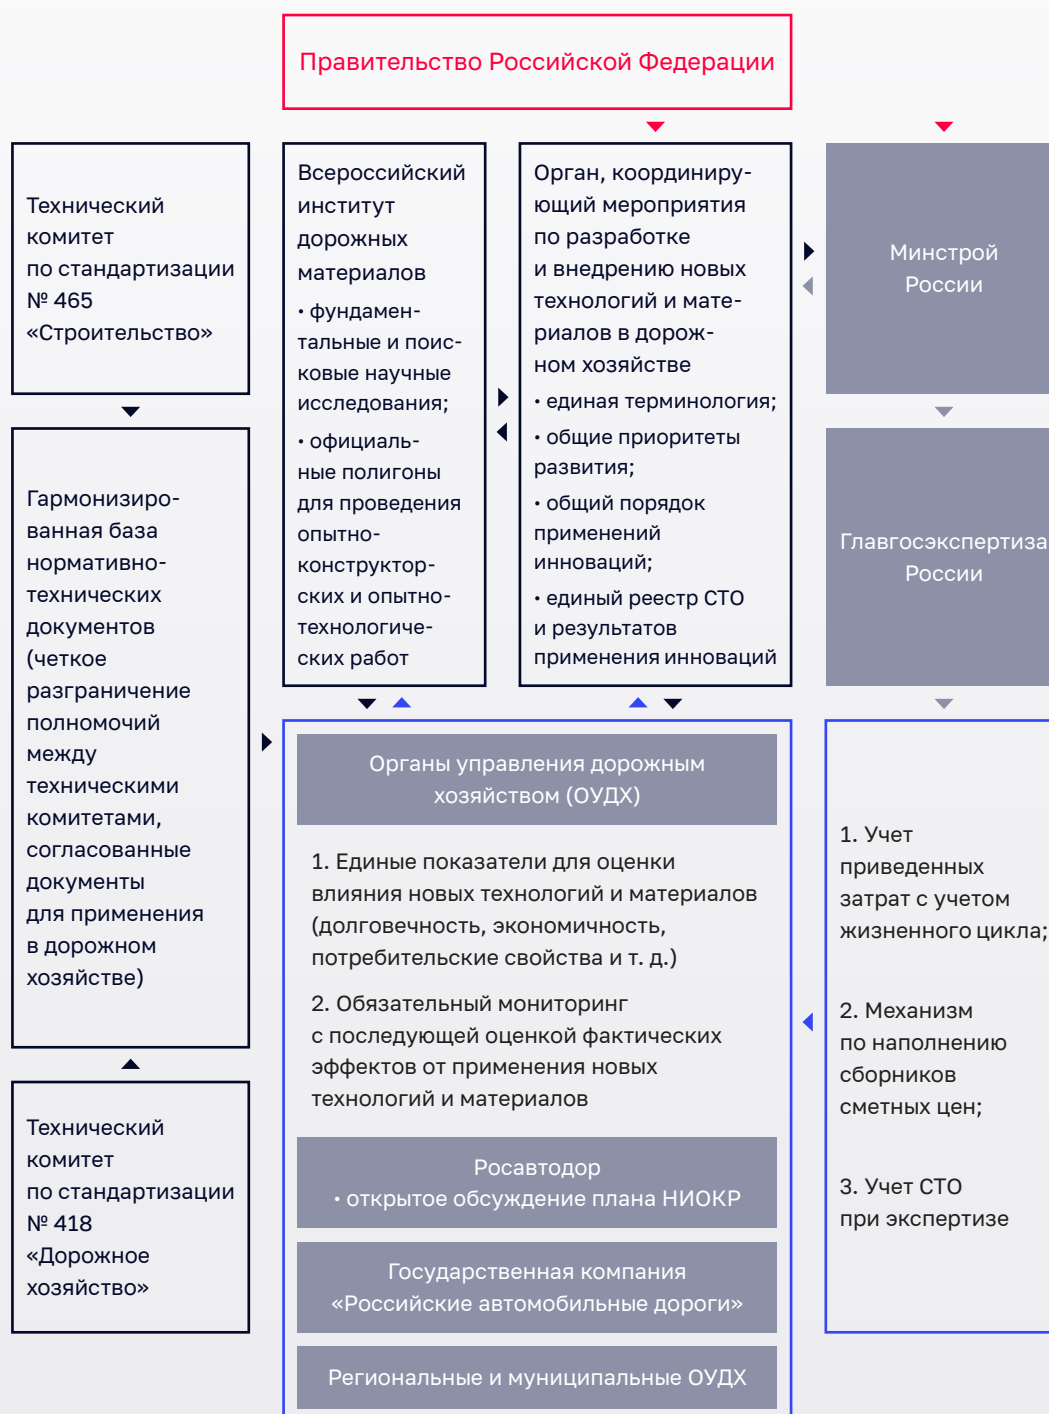 Правительство Российской Федерации
Технический
комитет
по стандартизации
№ 465
«Строительство»
Всероссийский
институт
дорожных
материалов
• фундамен-
тальные и поис-
ковые научные
исследования;
• официаль-
ные полигоны
для проведения
опытно-
конструктор-
ских и опытно-
технологиче-
ских работ
Орган, координиру-
ющий мероприятия
по разработке
и внедрению новых
технологий и мате-
риалов в дорож-
ном хозяйстве
• единая терминология;
• общие приоритеты
развития;
• общий порядок
применений
инноваций;
• единый реестр СТО
и результатов
применения инноваций
Минстрой
России
Главгосэкспертиза
России
Гармонизиро-
ванная база
нормативно-
технических
документов
(четкое
разграничение
полномочий
между
техническими
комитетами,
согласованные
документы
для применения
в дорожном
хозяйстве)
Технический
комитет
по стандартизации
№ 418
«Дорожное
хозяйство»
Органы управления дорожным
хозяйством (ОУДХ)
1. Единые показатели для оценки
влияния новых технологий и материалов
(долговечность, экономичность,
потребительские свойства и т. д.)
2. Обязательный мониторинг
с последующей оценкой фактических
эффектов от применения новых
технологий и материалов
Росавтодор
• открытое обсуждение плана НИОКР
Государственная компания
«Российские автомобильные дороги»
Региональные и муниципальные ОУДХ
1. Учет
приведенных
затрат с учетом
жизненного цикла;
2. Механизм
по наполнению
сборников
сметных цен;
3. Учет СТО
при экспертизе